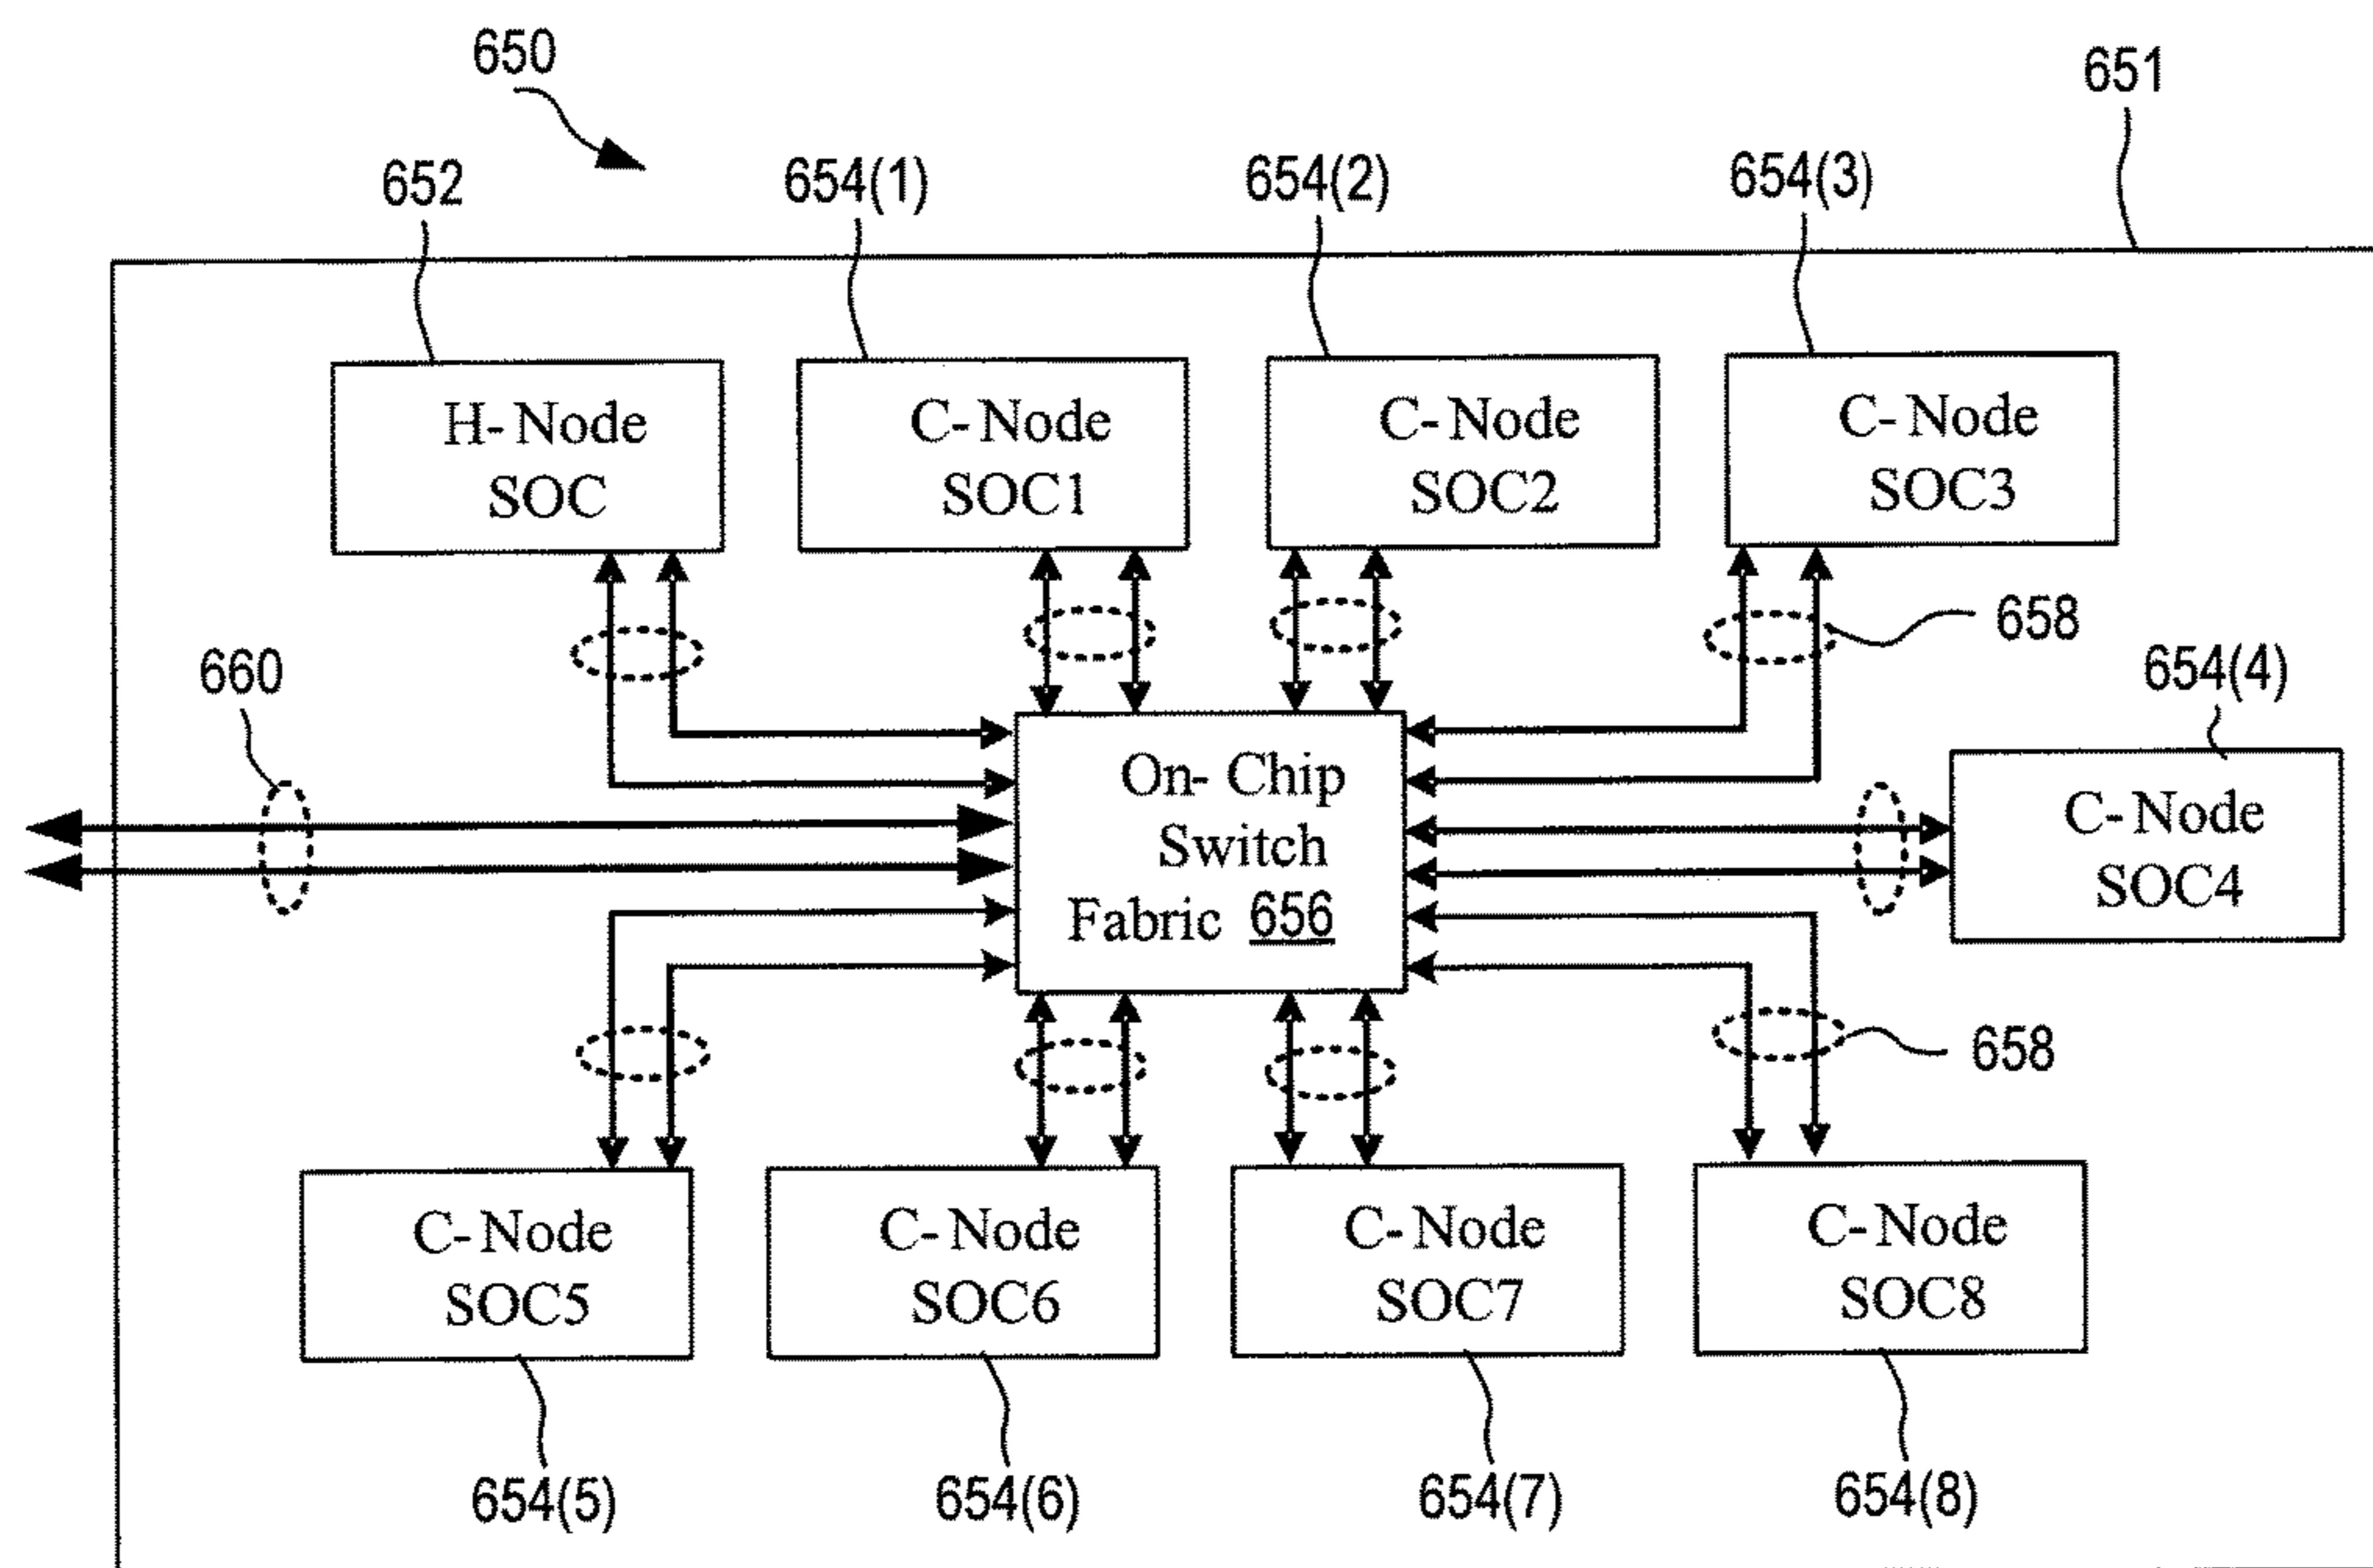 650
651
652
654(1)
654(2)
654(3)
H-Node
SOC
C-Node
SOC1
C-Node
SOC2
C-Node
SOC3
658
660
654(4)
On-Chip
Switch
Fabric 656
C-Node
SOC4
658
C-Node
SOC5
C-Node
SOC6
C-Node
SOC7
C-Node
SOC8
654(5)
654(6)
654(7)
654(8)